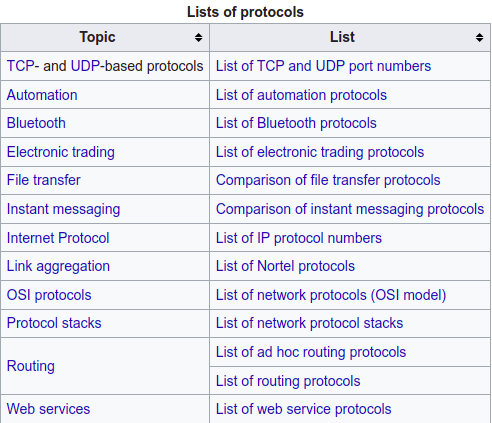 Lists of protocols
Topic List
TCP- and UDP-based protocols List of TCP and UDP port numbers
Automation List of automation protocols
Bluetooth List of Bluetooth protocols
Electronic trading List of electronic trading protocols
File transfer Comparison of file transfer protocols
Instant messaging Comparison of instant messaging protocols
Internet Protocol List of IP protocol numbers
Link aggregation List of Nortel protocols
OSI protocols List of network protocols (OSI model)
Protocol stacks List of network protocol stacks
Routing List of ad hoc routing protocols
List of routing protocols
Web services List of web service protocols